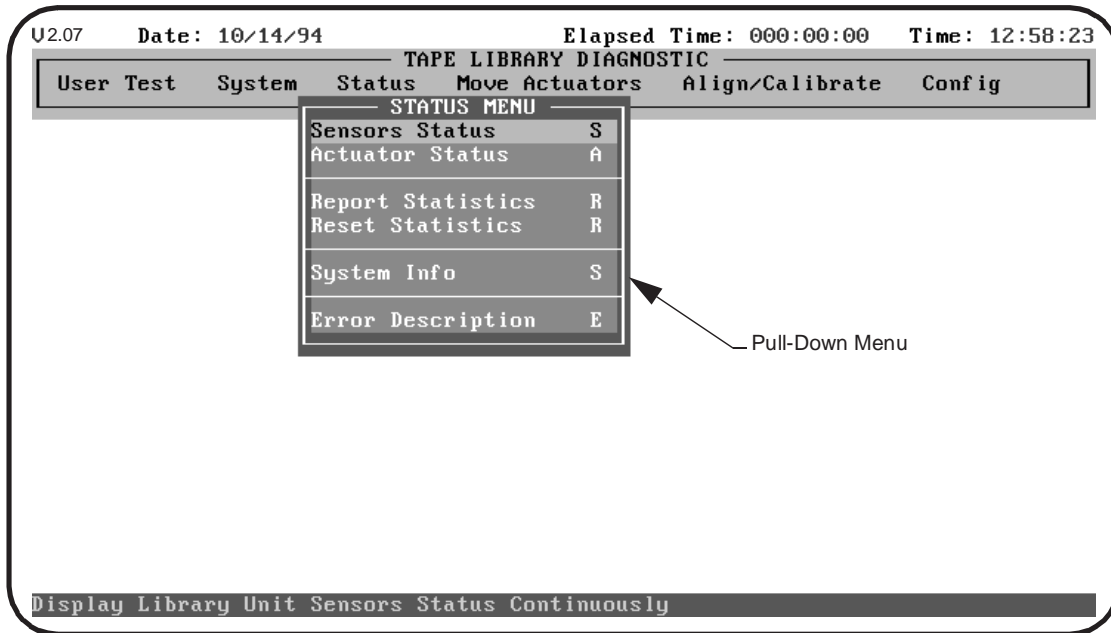 V2.07 Date: 10/14/94 Elapsed Time: 000:00:00 Time: 12:58:23
TAPE LIBRARY DIAGNOSTIC
User Test System Status Move Actuators Align/Calibrate Config
STATUS MENU
Sensors Status S
Actuator Status A
Report Statistics R
Reset Statistics R
System Info S
Error Description E
Pull-Down Menu
Display Library Unit Sensors Status Continuously